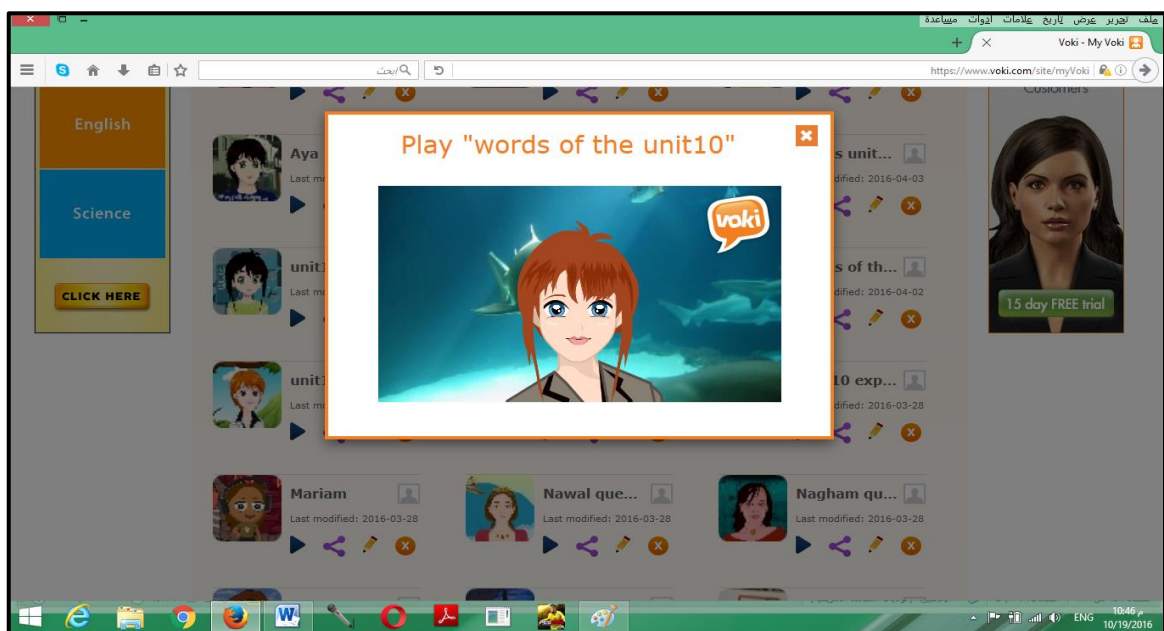 ملف تحرير عرض تاريخ علامات أدوات مساعدة
Voki - My Voki
https://www.voki.com/site/myVoki
ابحث
English
Customers
Play "words of the unit10"
Aya
s unit...
Last m
dified: 2016-04-03
Science
voki
unit1
s of th...
Last m
dified: 2016-04-02
CLICK HERE
15 day FREE trial
unit1
10 exp...
Last m
dified: 2016-03-28
Mariam
Nawal que...
Nagham qu...
Last modified: 2016-03-28
Last modified: 2016-03-28
Last modified: 2016-03-28
ENG
10:46 م
10/19/2016